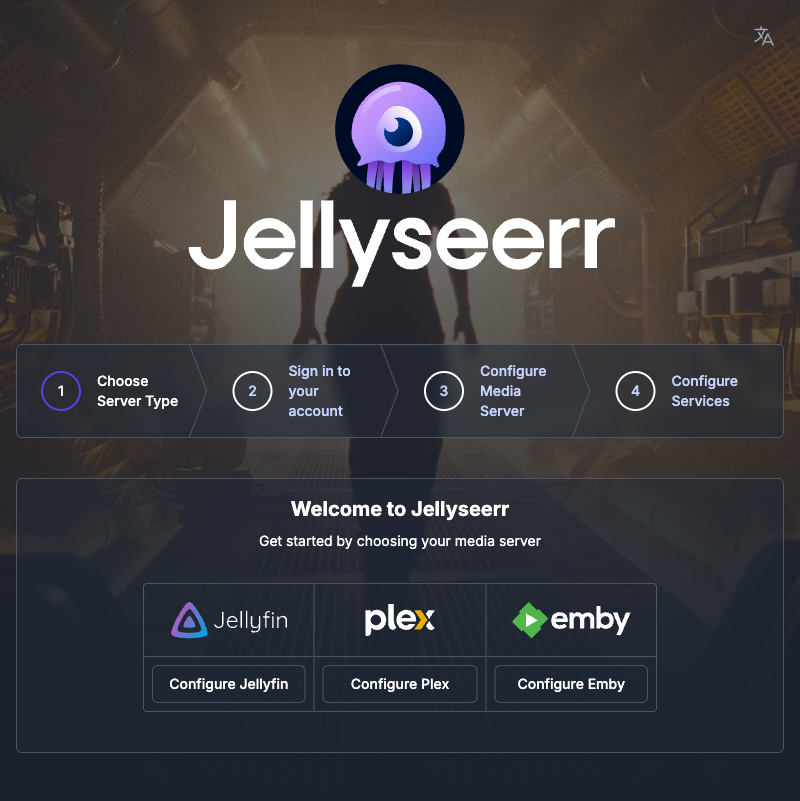 Jellyseerr
1
Choose
Server Type
2
Sign in to
your
account
3
Configure
Media
Server
4
Configure
Services
Welcome to Jellyseerr
Get started by choosing your media server
Jellyfin
plex
emby
Configure Jellyfin
Configure Plex
Configure Emby